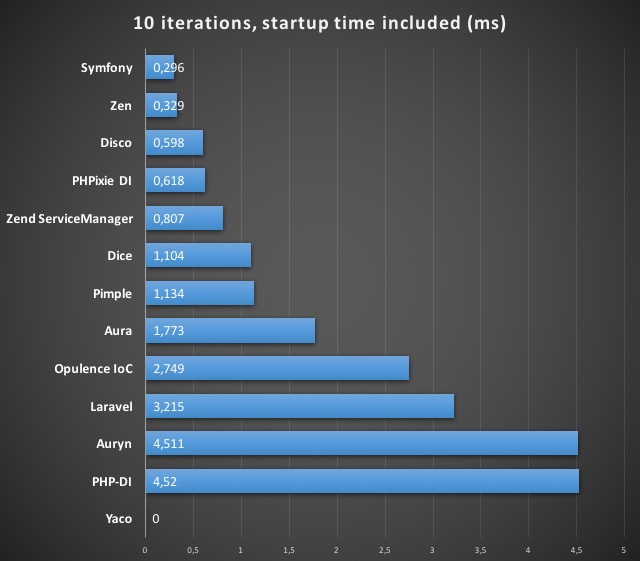 10 iterations, startup time included (ms)
Symfony 0,296
Zen 0,329
Disco 0,598
PHPixie DI 0,618
Zend ServiceManager 0,807
Dice 1,104
Pimple 1,134
Aura 1,773
Opulence IoC 2,749
Laravel 3,215
Auryn 4,511
PHP-DI 4,52
Yaco 0
0 0,5 1 1,5 2 2,5 3 3,5 4 4,5 5